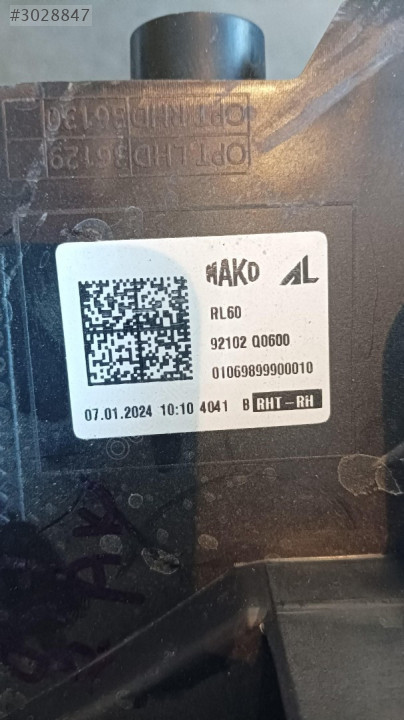 #3028847
OPT.RHD 36130
OPT.LHD 36129
MAKO AL
RL60
92102 Q0600
01069899900010
07.01.2024 10:10 4041 B RHT-RH